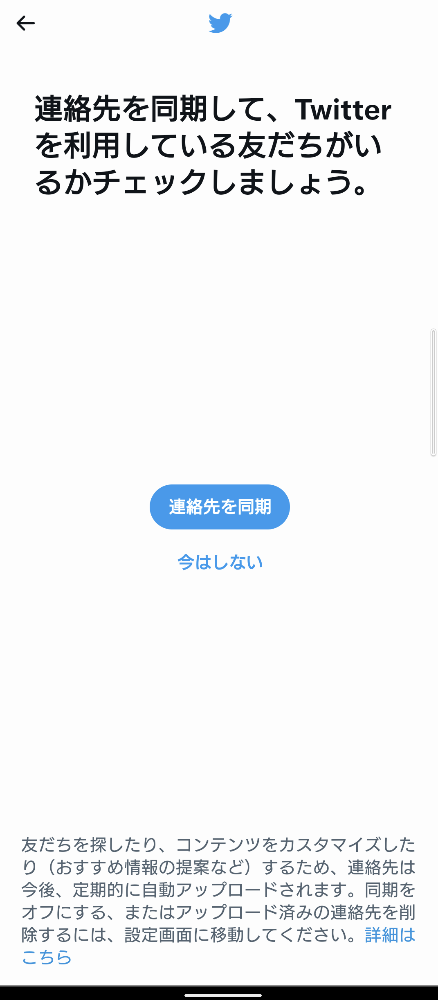 連絡先を同期して、Twitter
を利用している友だちがい
るかチェックしましょう。
連絡先を同期
今はしない
友だちを探したり、コンテンツをカスタマイズした
り（おすすめ情報の提案など）するため、連絡先は
今後、定期的に自動アップロードされます。同期を
オフにする、またはアップロード済みの連絡先を削
除するには、設定画面に移動してください。詳細は
こちら